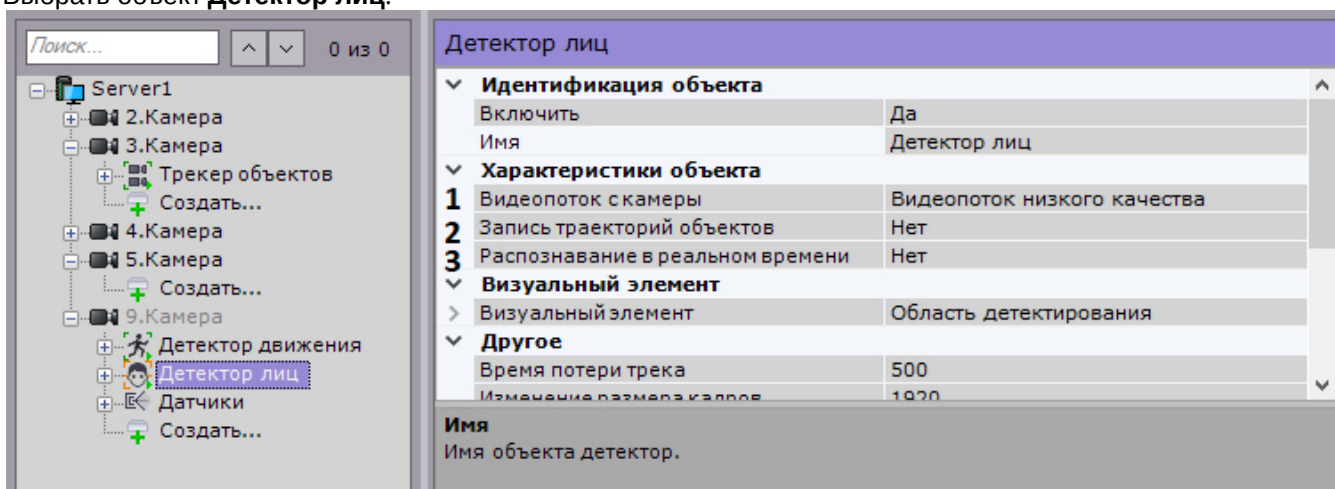 Выбрать объект Детектор лиц.
Поиск...
0 из 0
Server1
2.Камера
3.Камера
Трекер объектов
Создать...
4.Камера
5.Камера
Создать...
9.Камера
Детектор движения
Детектор лиц
Датчики
Создать...
Детектор лиц
Идентификация объекта
Включить Да
Имя Детектор лиц
Характеристики объекта
1 Видеопоток с камеры Видеопоток низкого качества
2 Запись траекторий объектов Нет
3 Распознавание в реальном времени Нет
Визуальный элемент
Визуальный элемент Область детектирования
Другое
Время потери трека 500
Изменение размера кадров 1920
Имя
Имя объекта детектор.